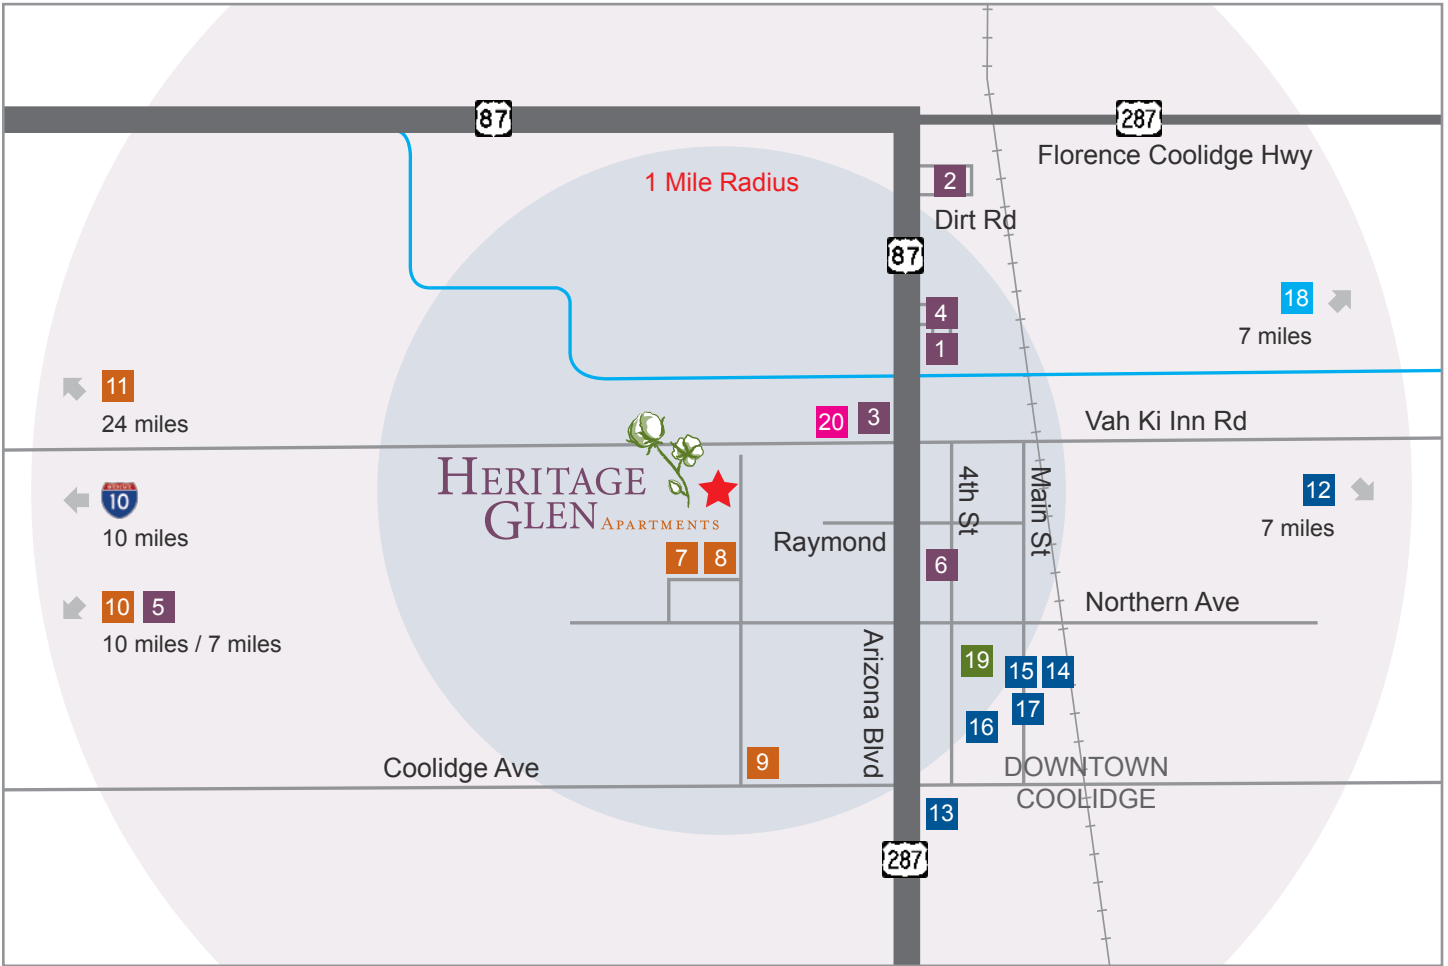 87
287
Florence Coolidge Hwy
1 Mile Radius
2
Dirt Rd
87
18
7 miles
4
1
11
24 miles
20
3
Vah Ki Inn Rd
HERITAGE
GLEN APARTMENTS
4th St
Main St
10
10 miles
12
7 miles
Raymond
7
8
6
10
5
10 miles / 7 miles
Northern Ave
Arizona Blvd
19
15
14
17
16
Coolidge Ave
9
DOWNTOWN
COOLIDGE
13
287